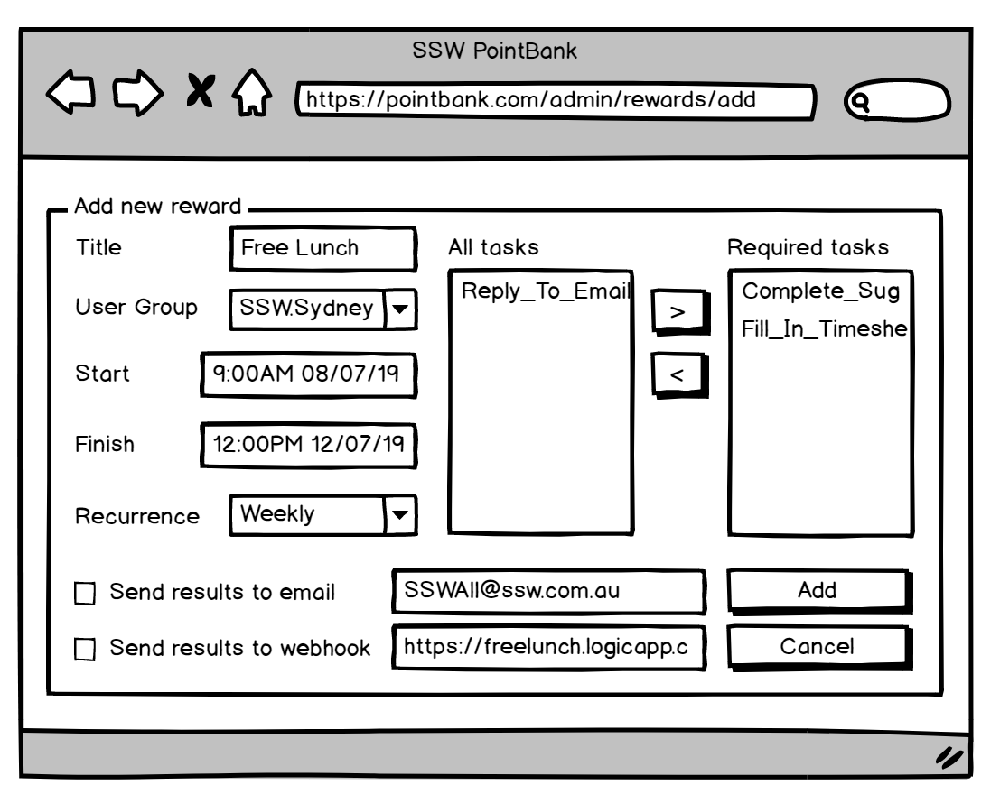 SSW PointBank
https://pointbank.com/admin/rewards/add
Add new reward
Title
Free Lunch
User Group
SSW.Sydney
Start
9:00AM 08/07/19
Finish
12:00PM 12/07/19
Recurrence
Weekly
All tasks
Reply_To_Email
>
<
Required tasks
Complete_Sug
Fill_In_Timeshe
Send results to email
SSWAll@ssw.com.au
Add
Send results to webhook
https://freelunch.logicapp.c
Cancel